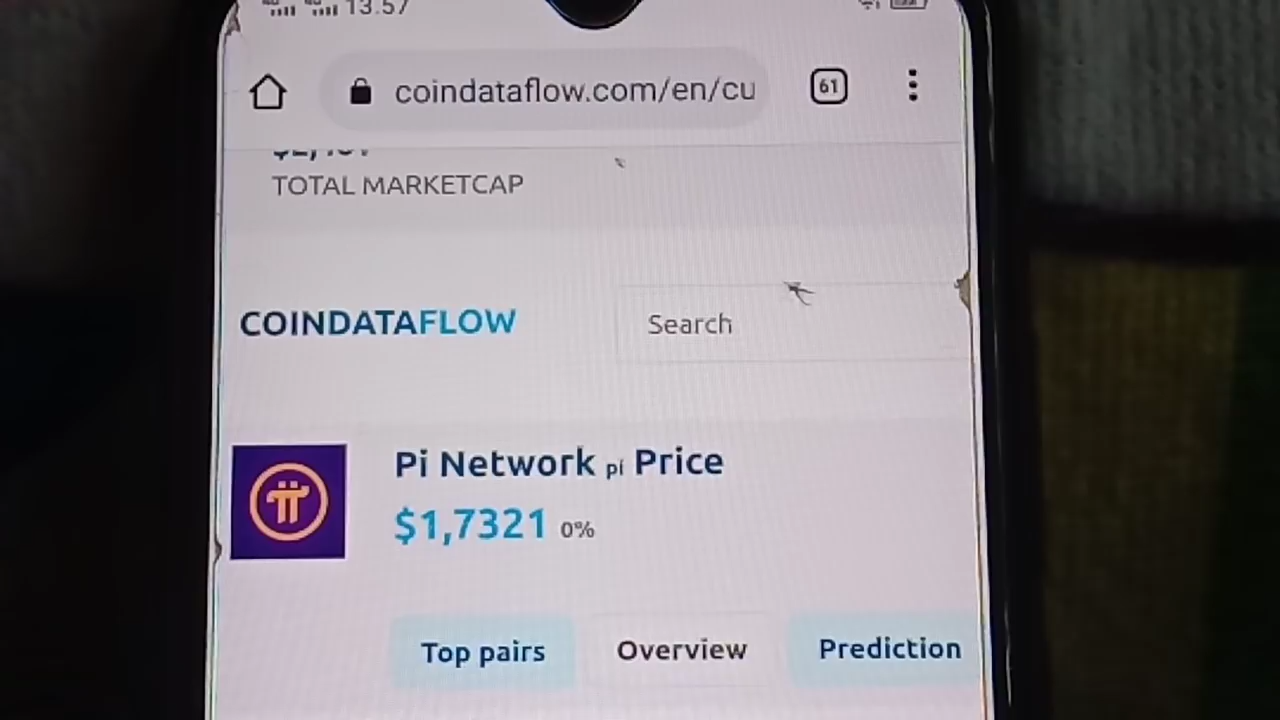 13.57
coindataflow.com/en/cu
61
TOTAL MARKETCAP
COINDATAFLOW
Search
Pi Network pi Price
$1,7321 0%
Top pairs
Overview
Prediction